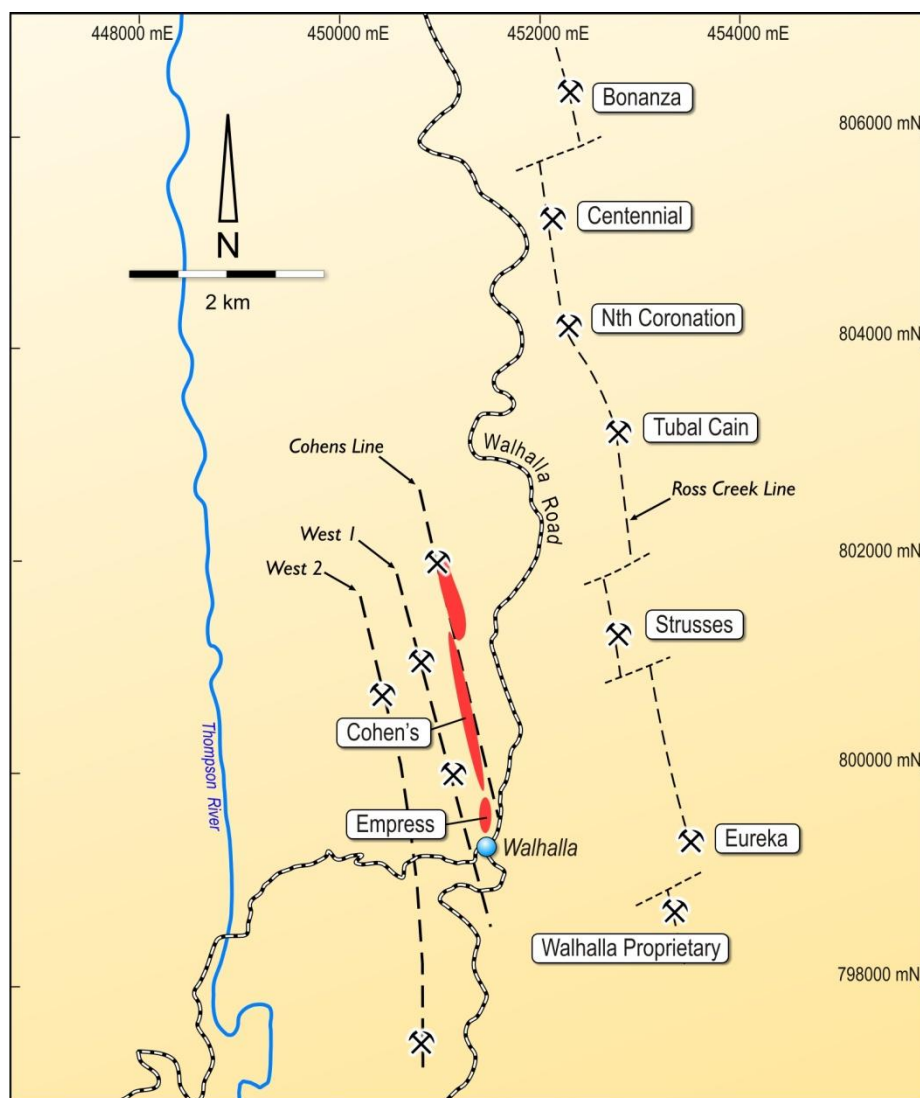 448000 mE
450000 mE
452000 mE
454000 mE
Bonanza
806000 mN
Centennial
N
2 km
Nth Coronation
804000 mN
Tubal Cain
Cohens Line
Walhalla Road
Ross Creek Line
West 1
802000 mN
West 2
Strusses
Thompson River
Cohen's
800000 mN
Empress
Walhalla
Eureka
Walhalla Proprietary
798000 mN